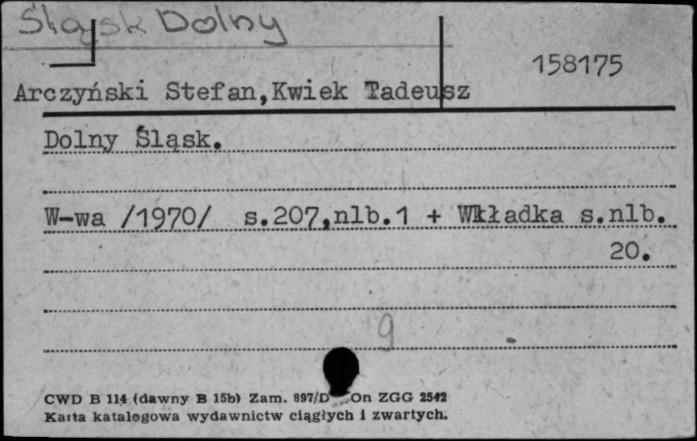 Śląsk Dolny
158175
Arczyński Stefan,Kwiek Tadeusz
Dolny Śląsk.
W-wa /1970/ s.207,nlb.1 + Wkładka s.nlb.
20.
9
CWD B 114 (dawny B 15b) Zam. 897/D On ZGG 2542
Karta katalogowa wydawnictw ciągłych i zwartych.